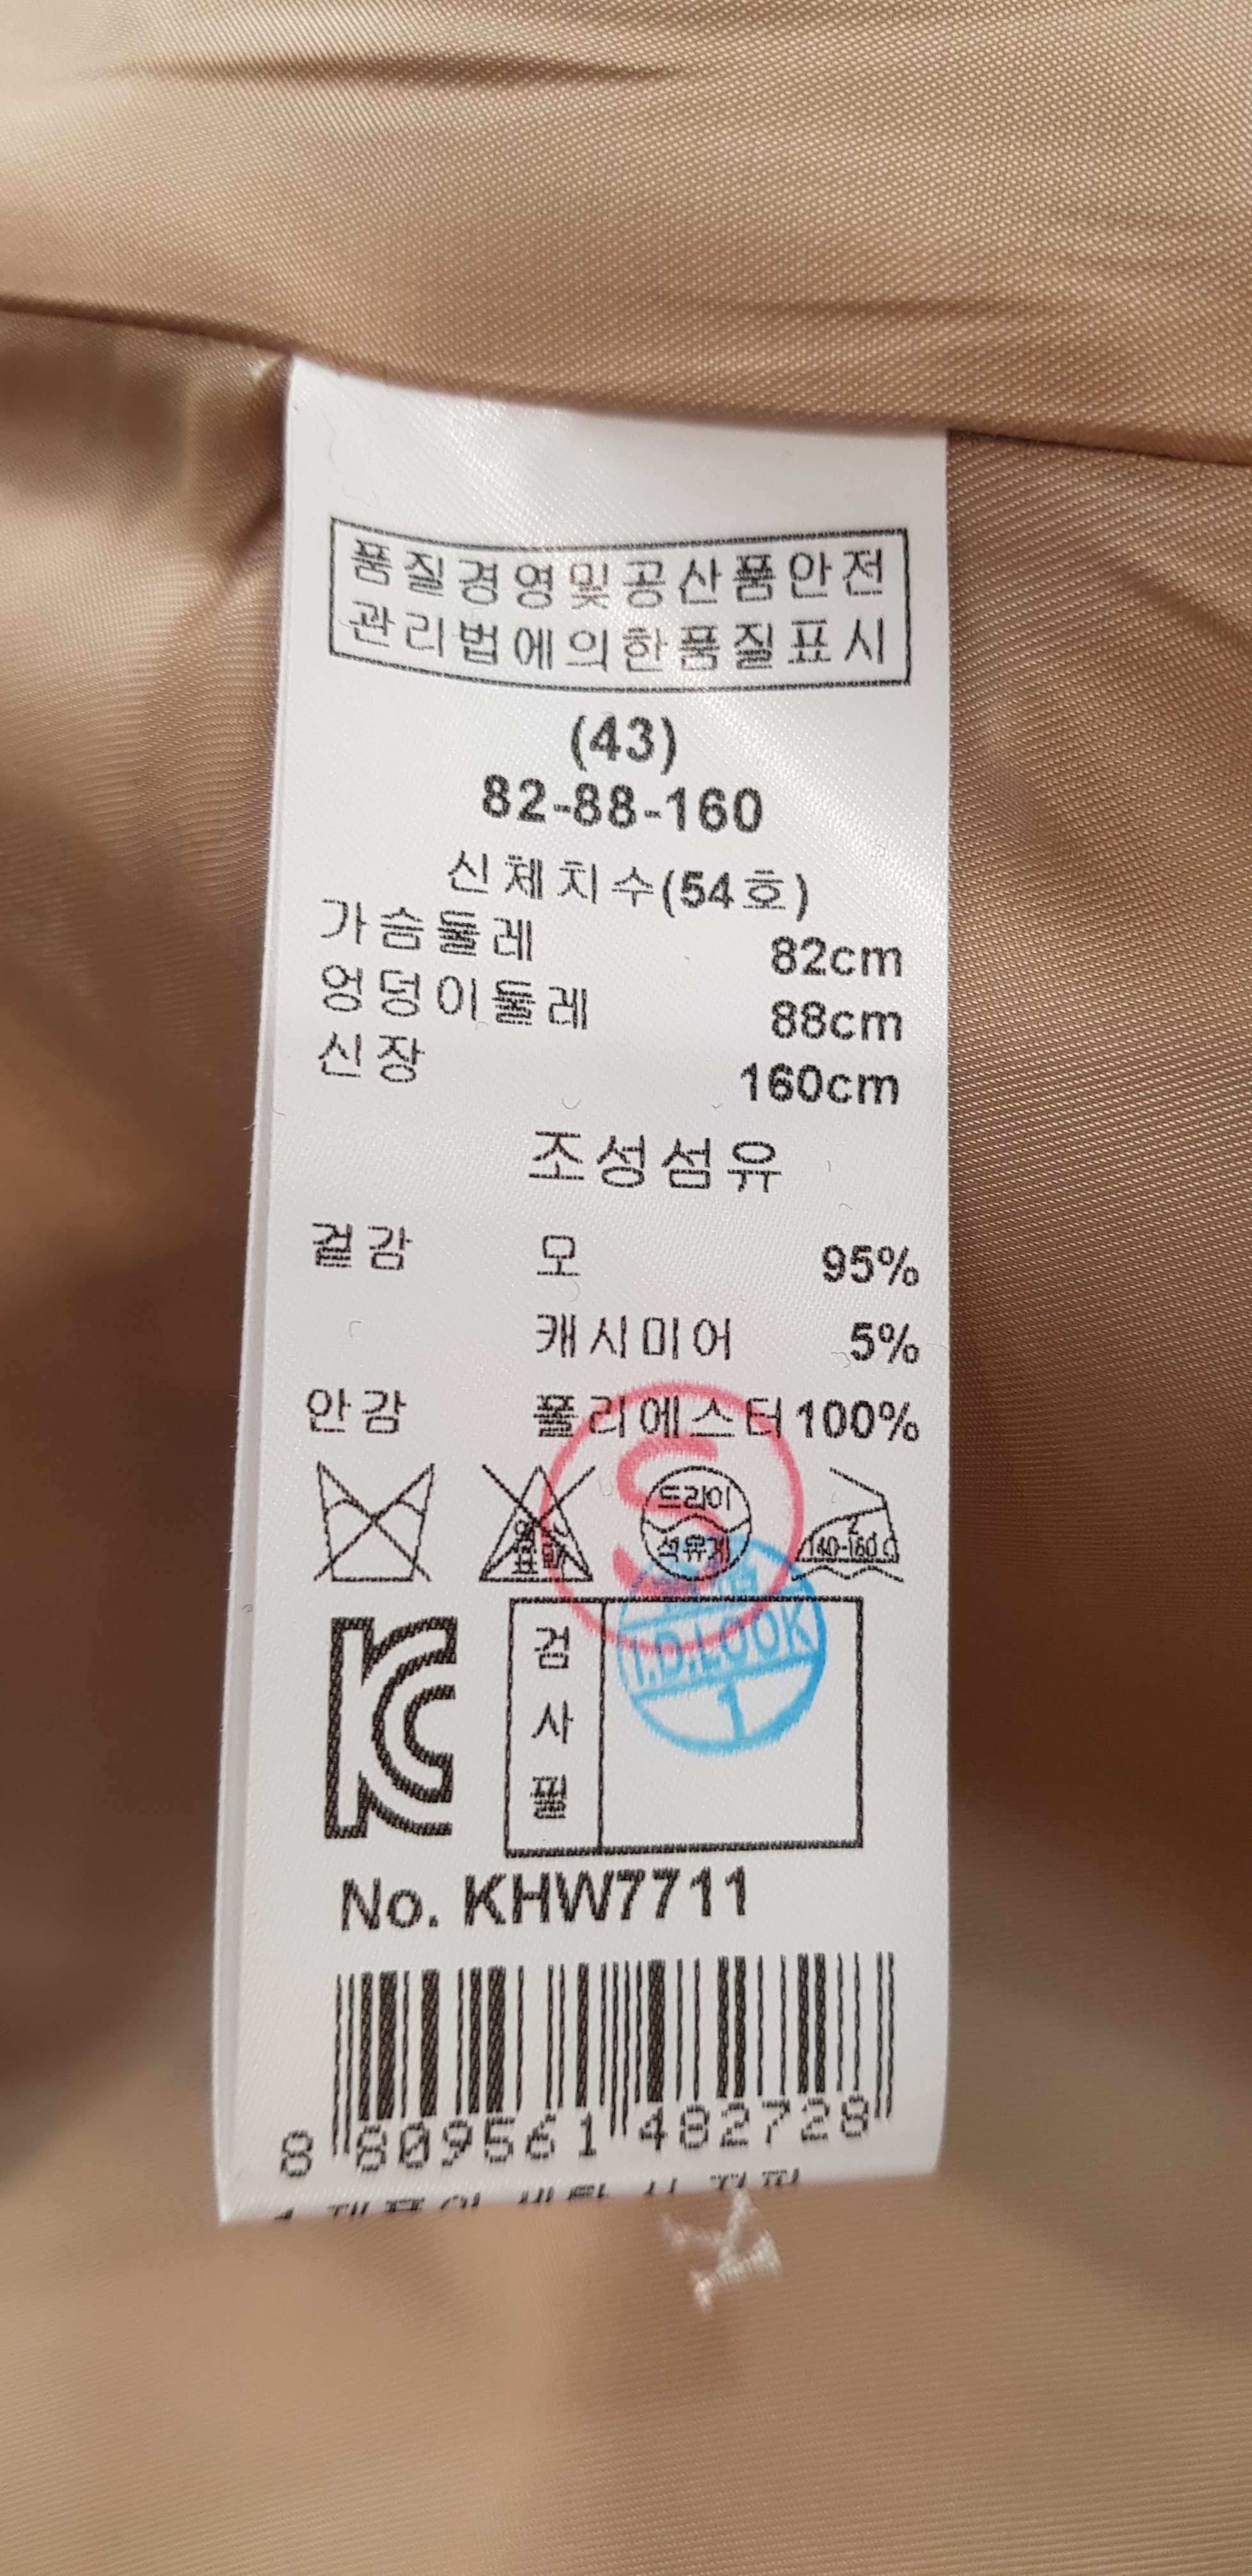 품질경영및공산품안전
관리법에의한품질표시
(43)
82-88-160
신체치수(54호)
가슴둘레 82cm
엉덩이둘레 88cm
신장 160cm
조성섬유
겉감 모 95%
캐시미어 5%
안감 폴리에스터 100%
S
드라이
석유계
2
140-160℃
I.D.LOOK
1
검
사
필
No. KHW7711
8 809561 482728